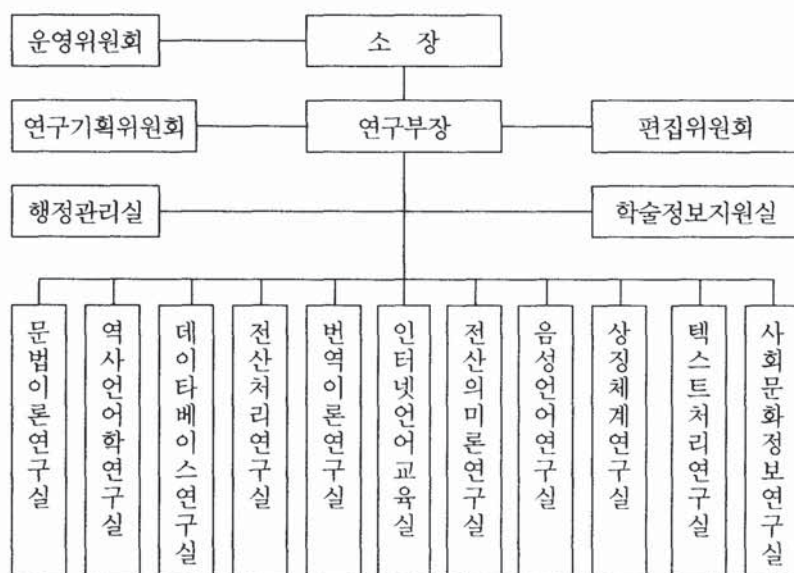 운영위원회
소 장
연구기획위원회
연구부장
편집위원회
행정관리실
학술정보지원실
문법이론연구실
역사언어학연구실
데이타베이스연구실
전산처리연구실
번역이론연구실
인터넷언어교육실
전산의미론연구실
음성언어연구실
상징체계연구실
텍스트처리연구실
사회문화정보연구실